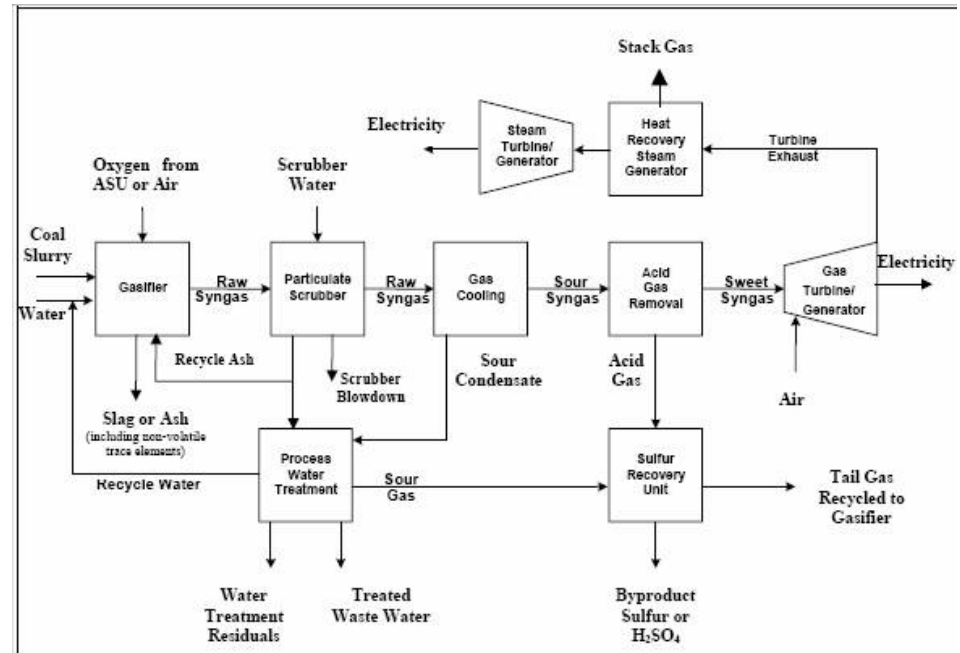 Stack Gas
Electricity
Steam
Turbine/
Generator
Heat
Recovery
Steam
Generator
Turbine
Exhaust
Oxygen from
ASU or Air
Scrubber
Water
Coal
Slurry
Water
Gasifier
Raw
Syngas
Particulate
Scrubber
Raw
Syngas
Gas
Cooling
Sour
Syngas
Acid
Gas
Removal
Sweet
Syngas
Gas
Turbine/
Generator
Electricity
Recycle Ash
Scrubber
Blowdown
Sour
Condensate
Acid
Gas
Air
Slag or Ash
(including non-volatile
trace elements)
Recycle Water
Process
Water
Treatment
Sour
Gas
Sulfur
Recovery
Unit
Tail Gas
Recycled to
Gasifier
Water
Treatment
Residuals
Treated
Waste Water
Byproduct
Sulfur or
H₂SO₄